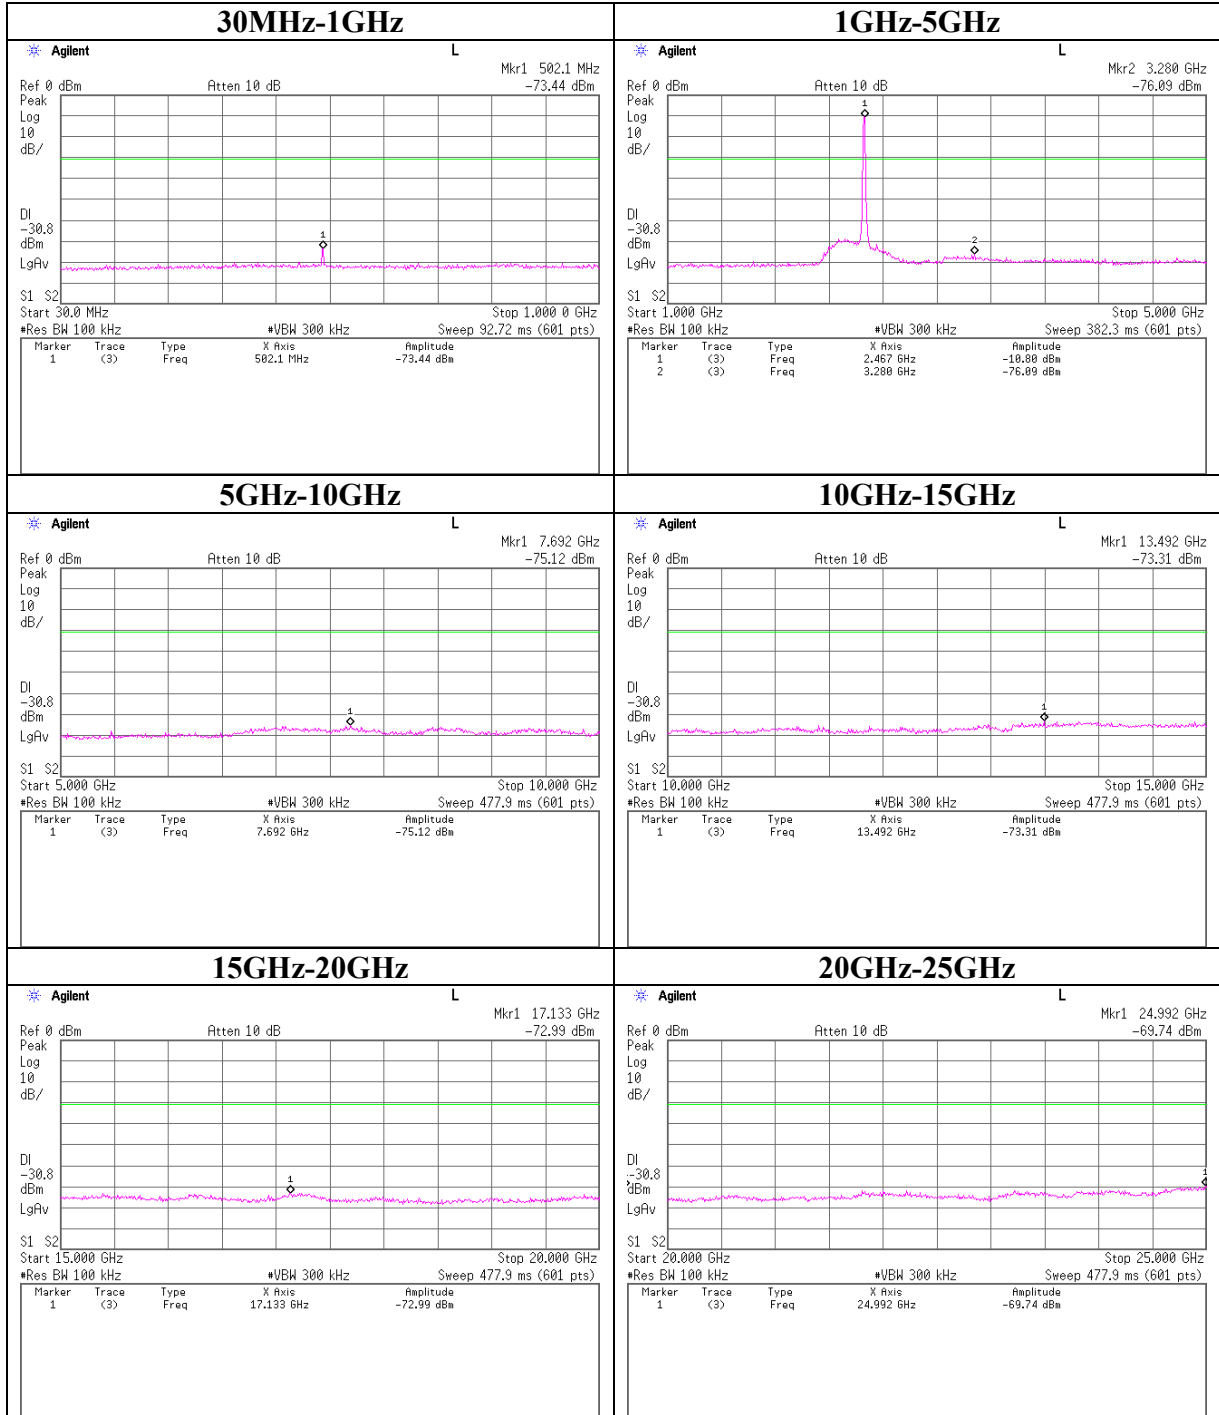 30MHz-1GHz
Agilent L
Mkr1 502.1 MHz
Ref 0 dBm Atten 10 dB -73.44 dBm
Peak
Log
10
dB/
DI
-30.8
dBm
LgAv
1
S1 S2
Start 30.0 MHz Stop 1.000 0 GHz
#Res BW 100 kHz #VBW 300 kHz Sweep 92.72 ms (601 pts)
Marker Trace Type X Axis Amplitude
1 (3) Freq 502.1 MHz -73.44 dBm
1GHz-5GHz
Agilent L
Mkr2 3.280 GHz
Ref 0 dBm Atten 10 dB -76.09 dBm
Peak
Log
10
dB/
DI
-30.8
dBm
LgAv
1
2
S1 S2
Start 1.000 GHz Stop 5.000 GHz
#Res BW 100 kHz #VBW 300 kHz Sweep 382.3 ms (601 pts)
Marker Trace Type X Axis Amplitude
1 (3) Freq 2.467 GHz -10.80 dBm
2 (3) Freq 3.280 GHz -76.09 dBm
5GHz-10GHz
Agilent L
Mkr1 7.692 GHz
Ref 0 dBm Atten 10 dB -75.12 dBm
Peak
Log
10
dB/
DI
-30.8
dBm
LgAv
1
S1 S2
Start 5.000 GHz Stop 10.000 GHz
#Res BW 100 kHz #VBW 300 kHz Sweep 477.9 ms (601 pts)
Marker Trace Type X Axis Amplitude
1 (3) Freq 7.692 GHz -75.12 dBm
10GHz-15GHz
Agilent L
Mkr1 13.492 GHz
Ref 0 dBm Atten 10 dB -73.31 dBm
Peak
Log
10
dB/
DI
-30.8
dBm
LgAv
1
S1 S2
Start 10.000 GHz Stop 15.000 GHz
#Res BW 100 kHz #VBW 300 kHz Sweep 477.9 ms (601 pts)
Marker Trace Type X Axis Amplitude
1 (3) Freq 13.492 GHz -73.31 dBm
15GHz-20GHz
Agilent L
Mkr1 17.133 GHz
Ref 0 dBm Atten 10 dB -72.99 dBm
Peak
Log
10
dB/
DI
-30.8
dBm
LgAv
1
S1 S2
Start 15.000 GHz Stop 20.000 GHz
#Res BW 100 kHz #VBW 300 kHz Sweep 477.9 ms (601 pts)
Marker Trace Type X Axis Amplitude
1 (3) Freq 17.133 GHz -72.99 dBm
20GHz-25GHz
Agilent L
Mkr1 24.992 GHz
Ref 0 dBm Atten 10 dB -69.74 dBm
Peak
Log
10
dB/
DI
-30.8
dBm
LgAv
1
S1 S2
Start 20.000 GHz Stop 25.000 GHz
#Res BW 100 kHz #VBW 300 kHz Sweep 477.9 ms (601 pts)
Marker Trace Type X Axis Amplitude
1 (3) Freq 24.992 GHz -69.74 dBm